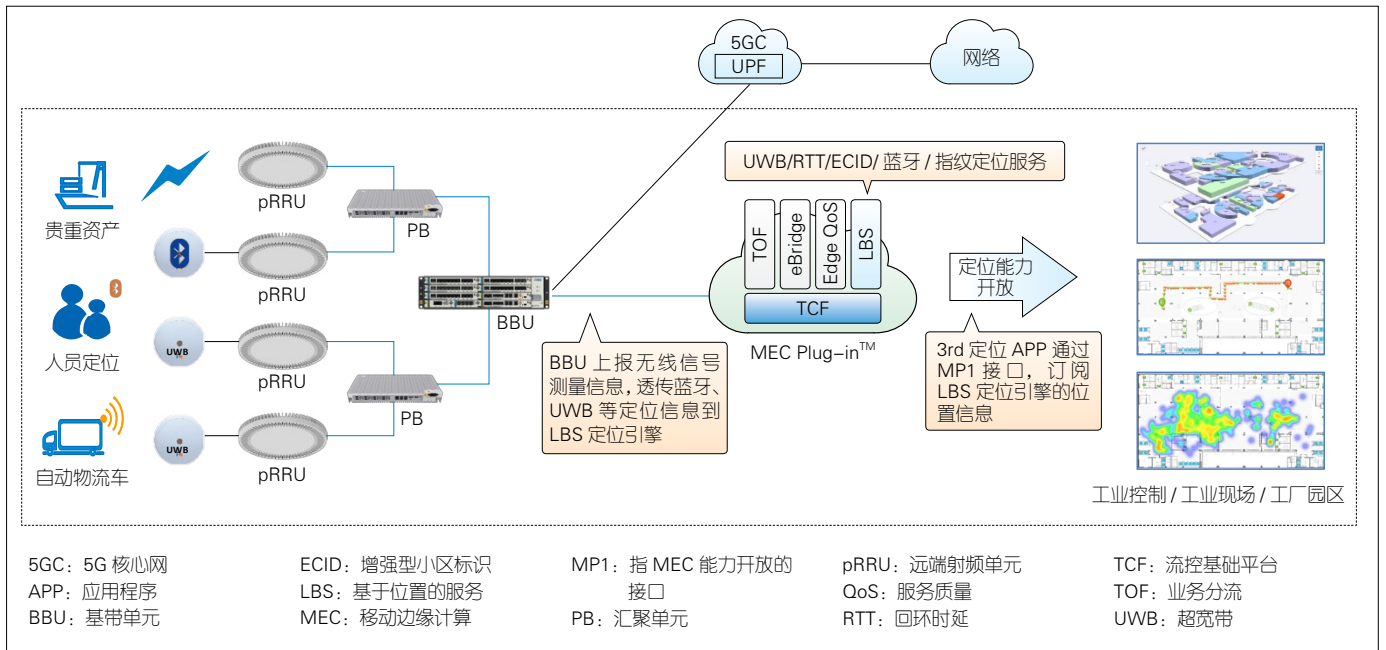 5GC
UPF
网络
UWB/RTT/ECID/ 蓝牙 / 指纹定位服务
贵重资产
pRRU
PB
pRRU
人员定位
UWB
pRRU
PB
自动物流车
UWB
pRRU
BBU
BBU 上报无线信号
测量信息，透传蓝牙、
UWB 等定位信息到
LBS 定位引擎
TOF
eBridge
Edge QoS
LBS
TCF
MEC Plug-in™
定位能力
开放
3rd 定位 APP 通过
MP1 接口，订阅
LBS 定位引擎的位
置信息
工业控制 / 工业现场 / 工厂园区
5GC：5G 核心网
APP：应用程序
BBU：基带单元
ECID：增强型小区标识
LBS：基于位置的服务
MEC：移动边缘计算
MP1：指 MEC 能力开放的
接口
PB：汇聚单元
pRRU：远端射频单元
QoS：服务质量
RTT：回环时延
TCF：流控基础平台
TOF：业务分流
UWB：超宽带